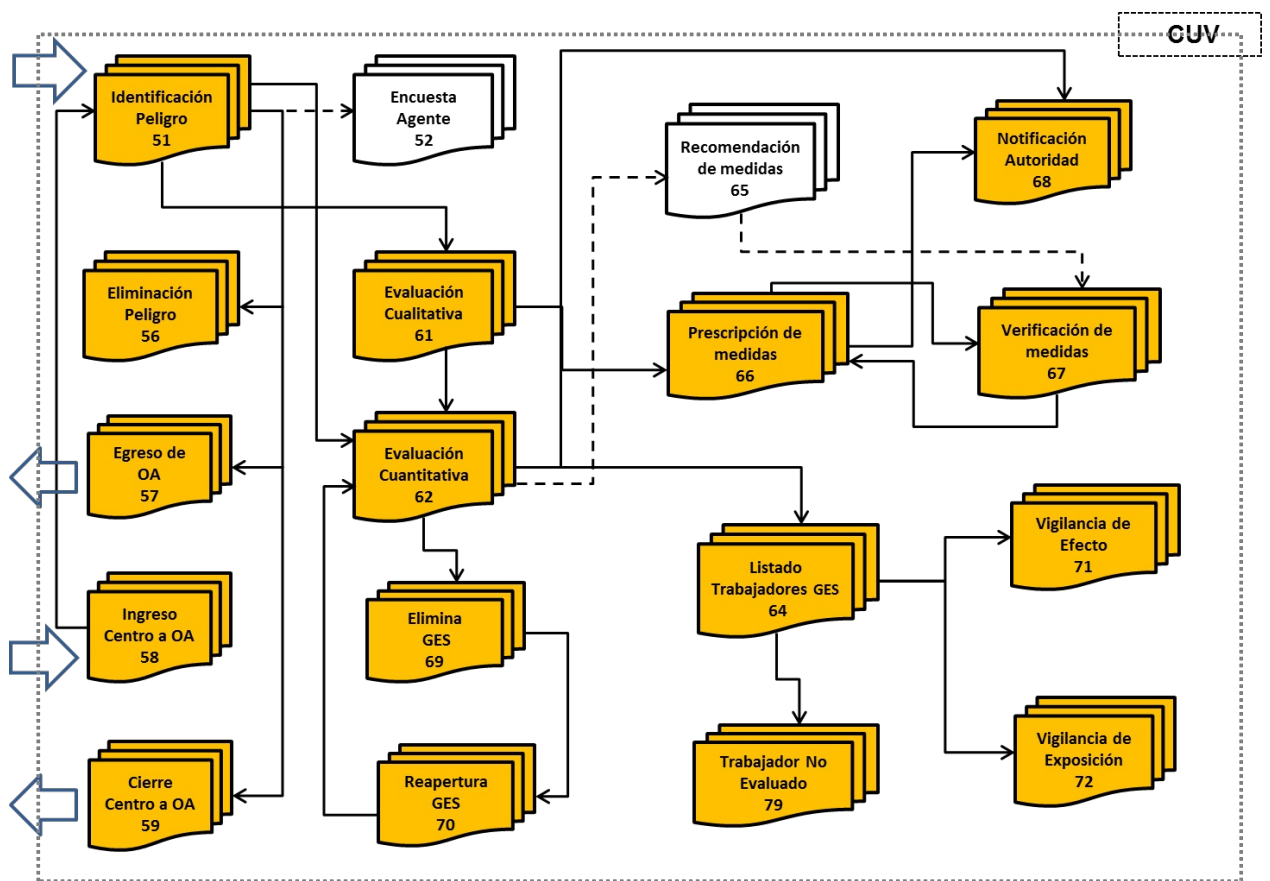 CUV
Identificación
Peligro
51
Encuesta
Agente
52
Recomendación
de medidas
65
Notificación
Autoridad
68
Eliminación
Peligro
56
Evaluación
Cualitativa
61
Prescripción de
medidas
66
Verificación de
medidas
67
Egreso de
OA
57
Evaluación
Cuantitativa
62
Vigilancia de
Efecto
71
Listado
Trabajadores GES
64
Ingreso
Centro a OA
58
Elimina
GES
69
Cierre
Centro a OA
59
Reapertura
GES
70
Trabajador No
Evaluado
79
Vigilancia de
Exposición
72